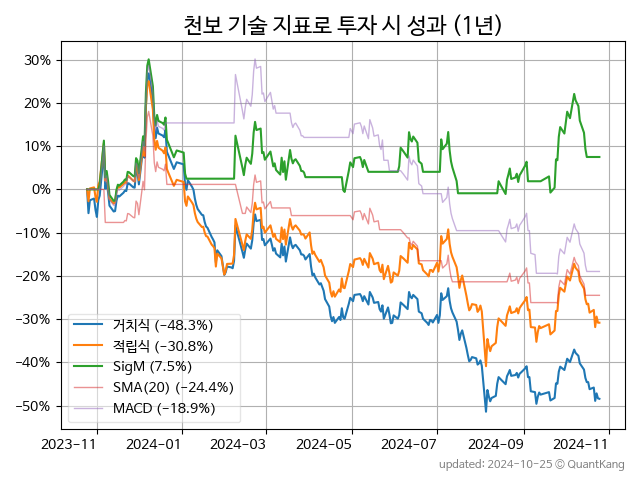 천보 기술 지표로 투자 시 성과 (1년)
30%
20%
10%
0%
−10%
−20%
−30%
−40%
−50%
거치식 (−48.3%)
적립식 (−30.8%)
SigM (7.5%)
SMA(20) (−24.4%)
MACD (−18.9%)
2023-11 2024-01 2024-03 2024-05 2024-07 2024-09 2024-11
updated: 2024-10-25 © QuantKang